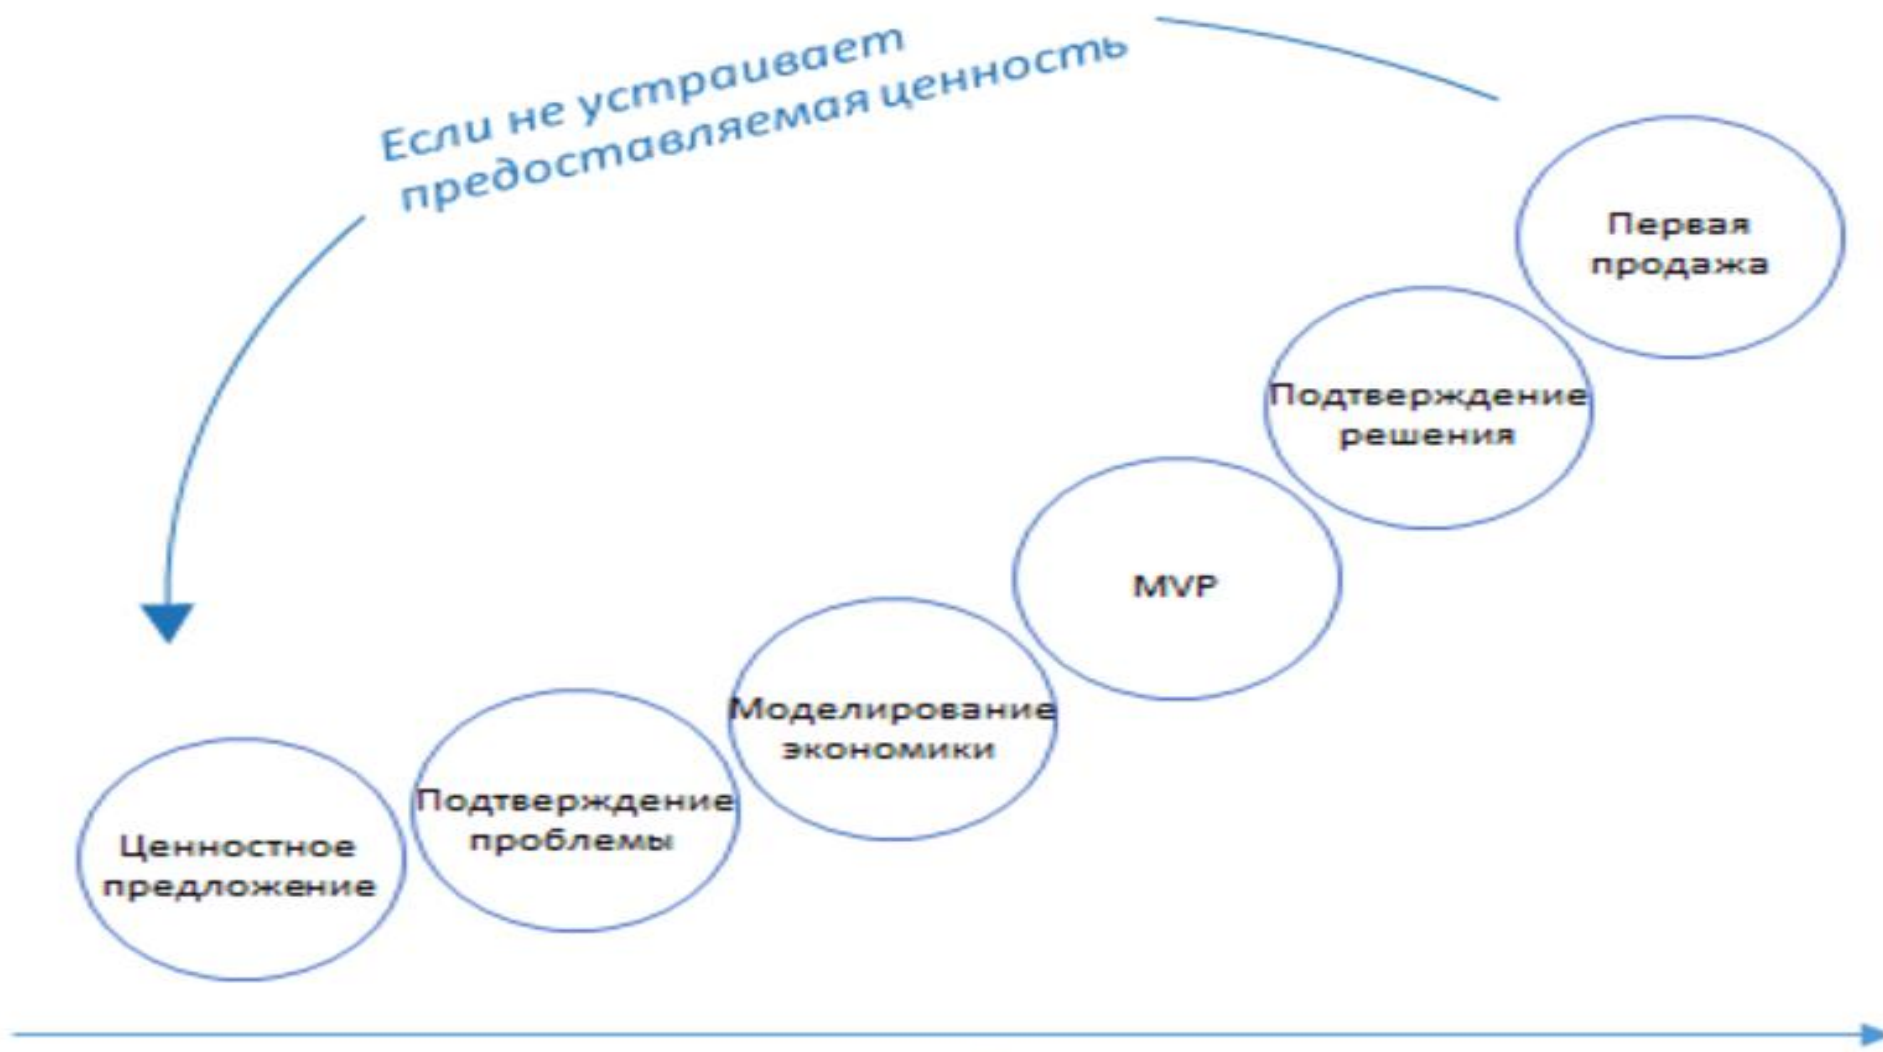 Если не устраивает
предоставляемая ценность
Первая
продажа
Подтверждение
решения
MVP
Моделирование
экономики
Подтверждение
проблемы
Ценностное
предложение